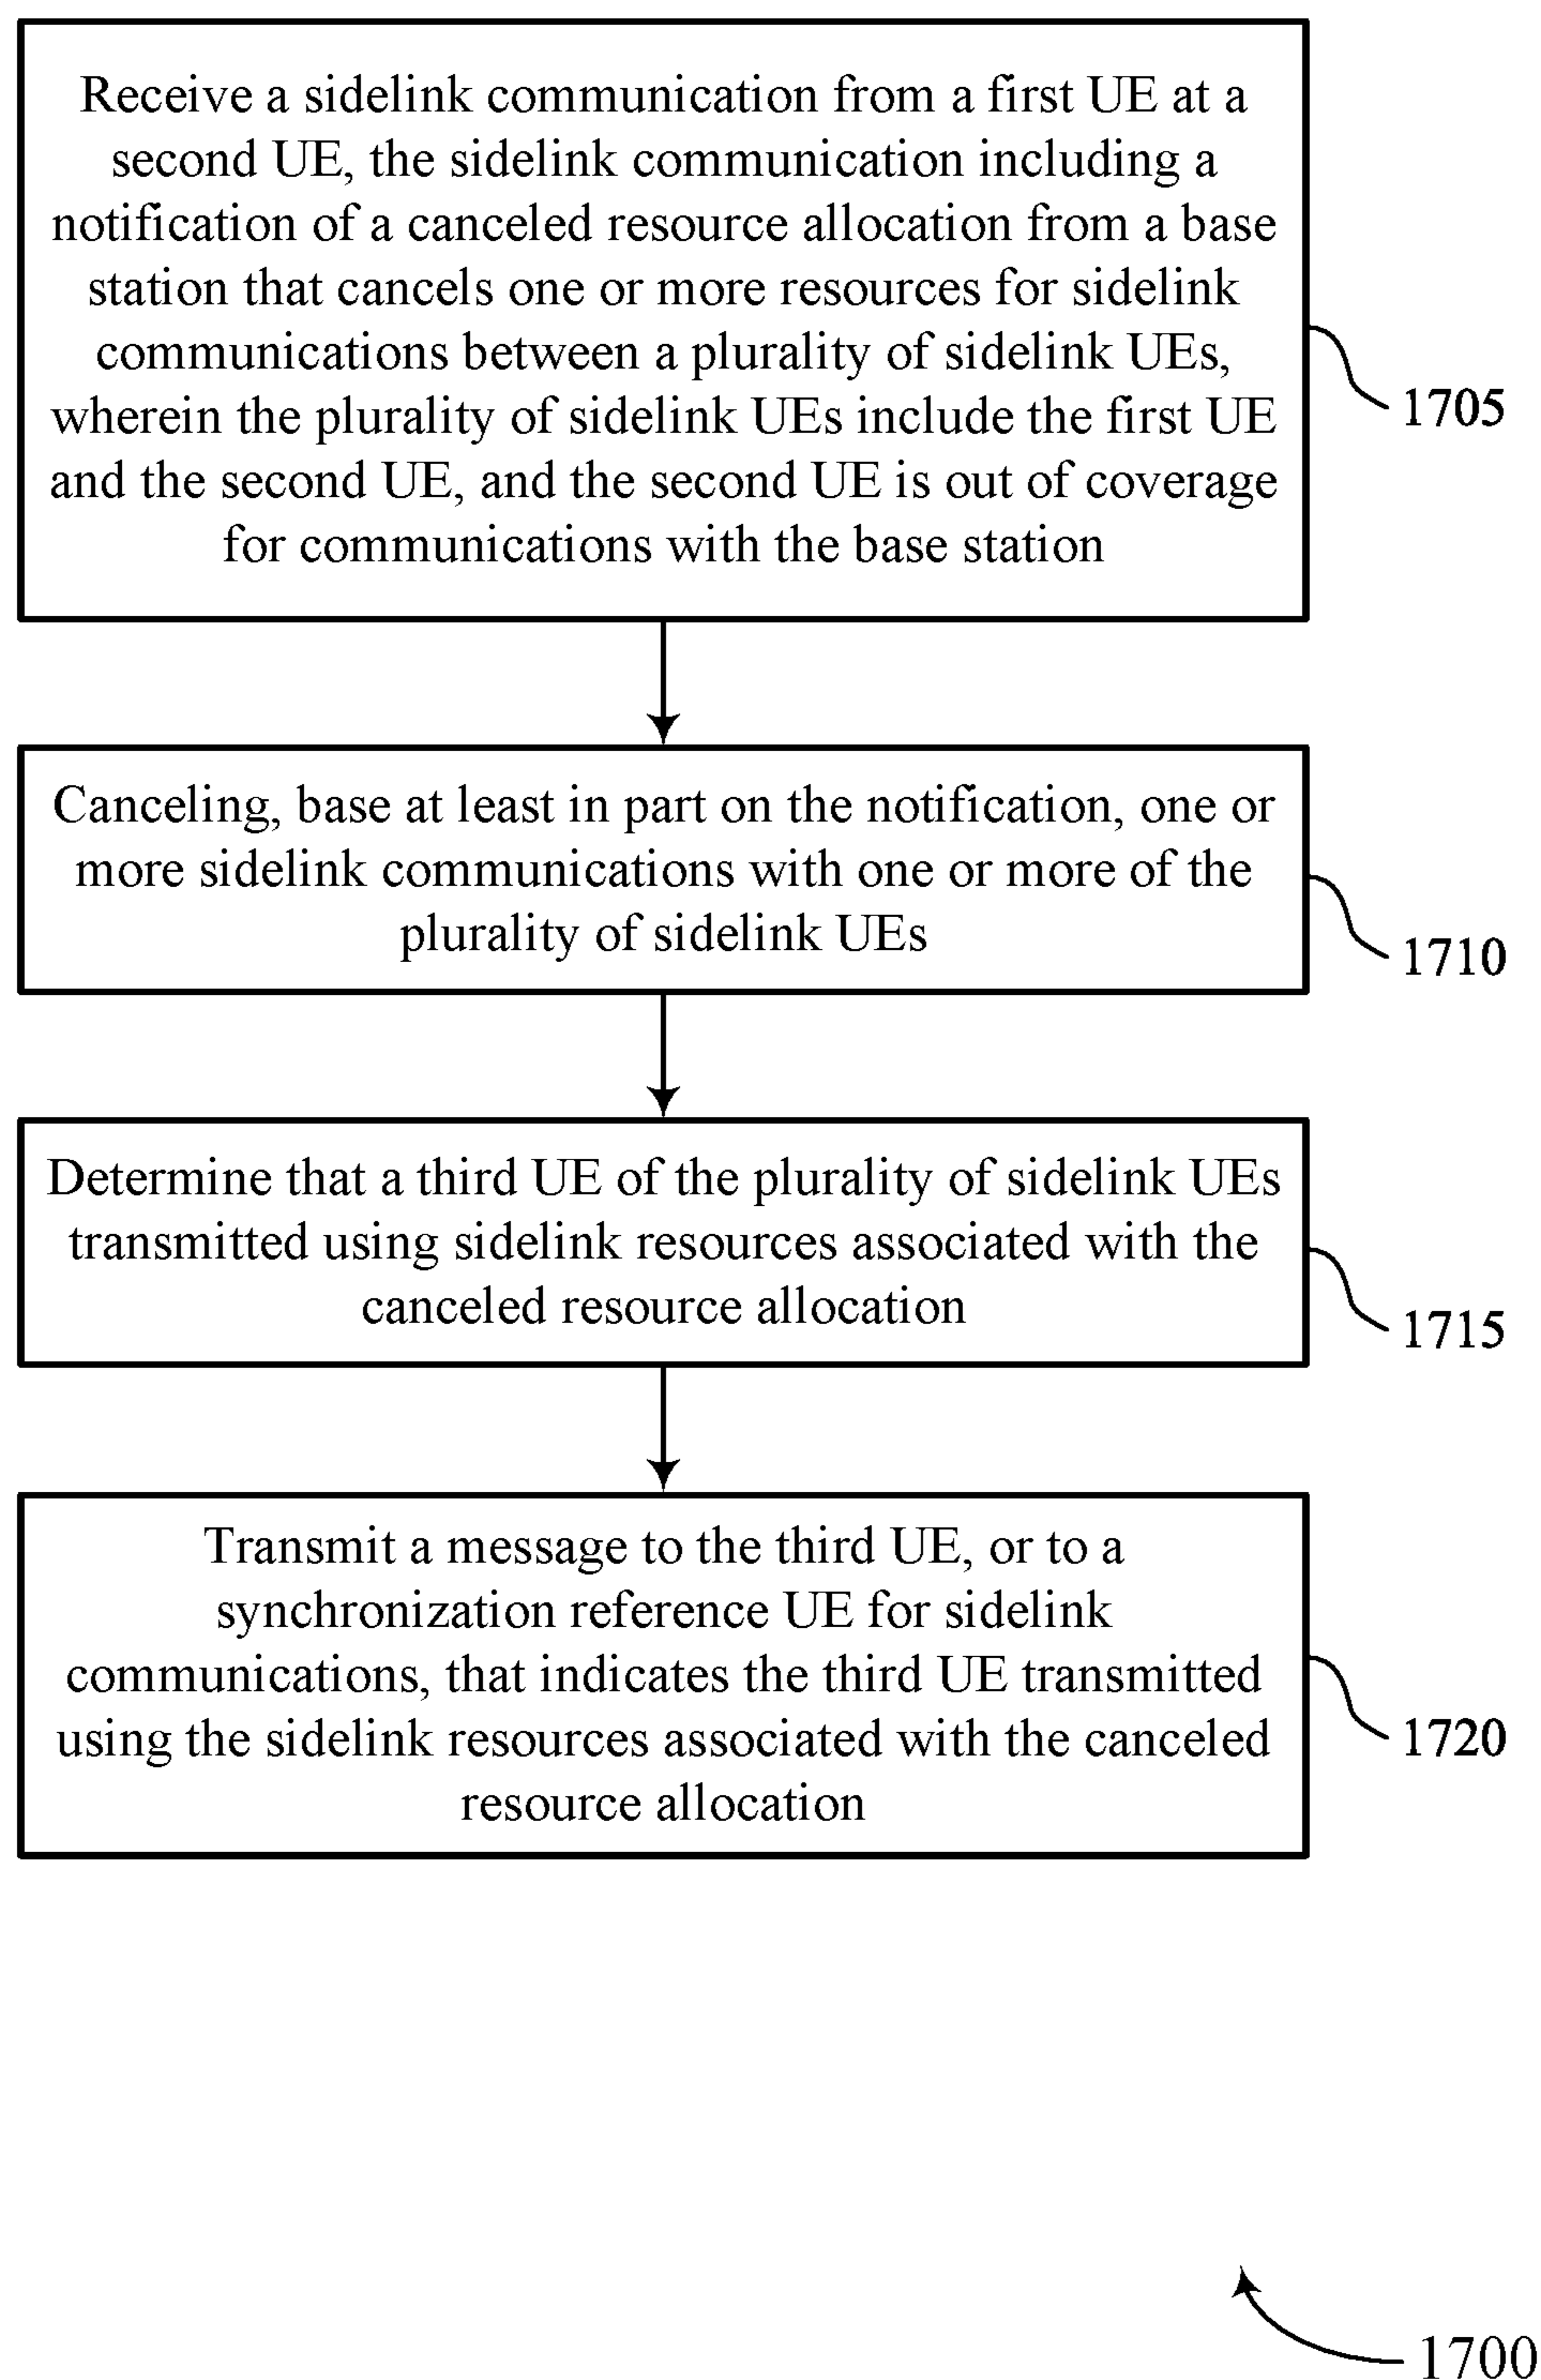 Receive a sidelink communication from a first UE at a
second UE, the sidelink communication including a
notification of a canceled resource allocation from a base
station that cancels one or more resources for sidelink
communications between a plurality of sidelink UEs,
wherein the plurality of sidelink UEs include the first UE
and the second UE, and the second UE is out of coverage
for communications with the base station
1705
Canceling, base at least in part on the notification, one or
more sidelink communications with one or more of the
plurality of sidelink UEs
1710
Determine that a third UE of the plurality of sidelink UEs
transmitted using sidelink resources associated with the
canceled resource allocation
1715
Transmit a message to the third UE, or to a
synchronization reference UE for sidelink
communications, that indicates the third UE transmitted
using the sidelink resources associated with the canceled
resource allocation
1720
1700